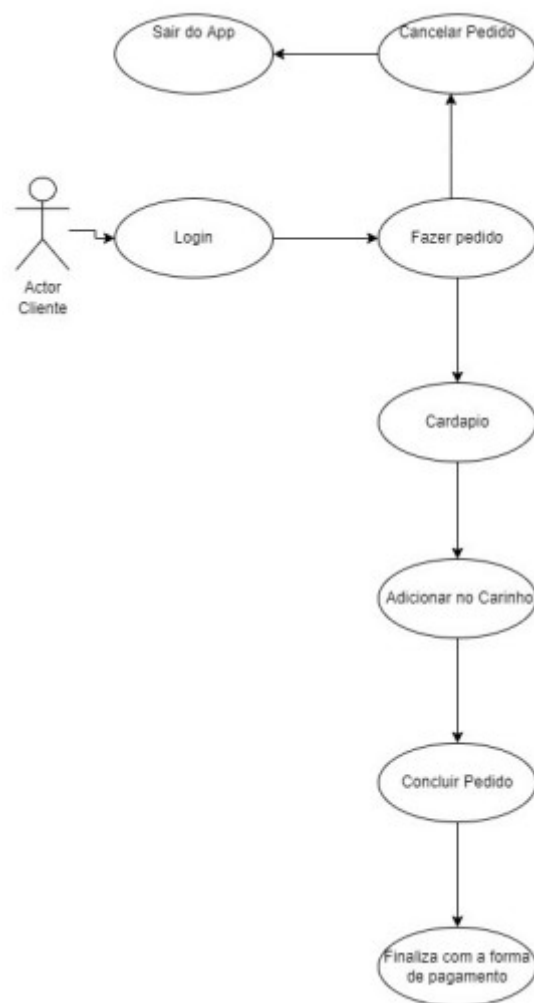 Sair do App
Cancelar Pedido
Login
Fazer pedido
Actor
Cliente
Cardapio
Adicionar no Carinho
Concluir Pedido
Finaliza com a forma
de pagamento